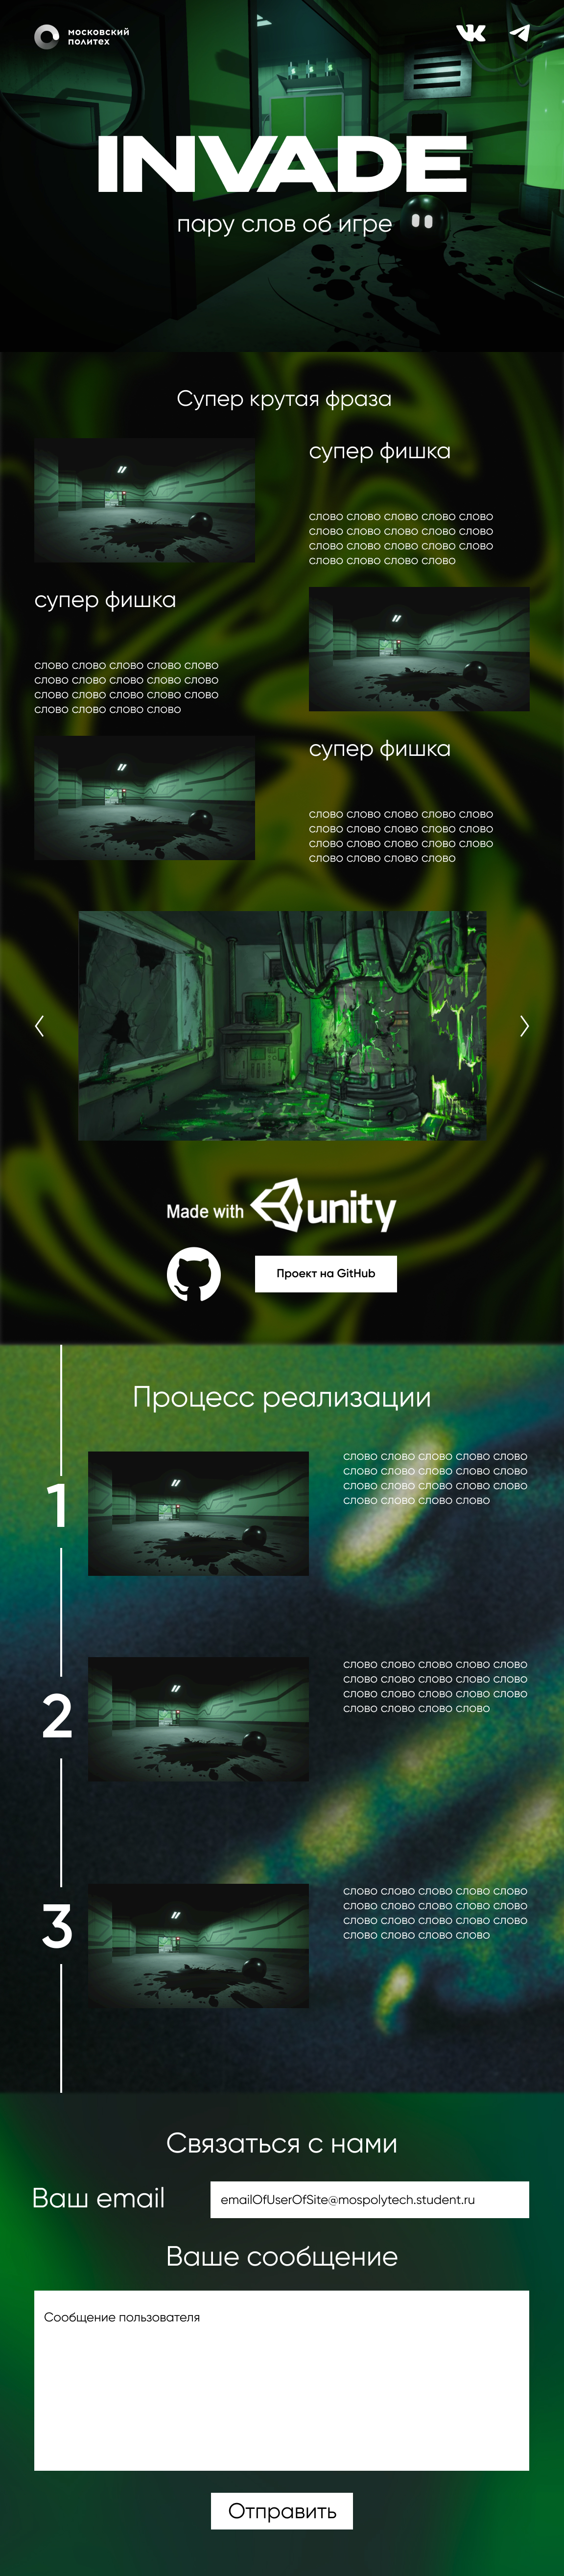 московский
политех
INVADE
пару слов об игре
Супер крутая фраза
супер фишка
слово слово слово слово слово
слово слово слово слово слово
слово слово слово слово слово
слово слово слово слово
супер фишка
слово слово слово слово слово
слово слово слово слово слово
слово слово слово слово слово
слово слово слово слово
супер фишка
слово слово слово слово слово
слово слово слово слово слово
слово слово слово слово слово
слово слово слово слово
Made with unity
Проект на GitHub
Процесс реализации
1
слово слово слово слово слово
слово слово слово слово слово
слово слово слово слово слово
слово слово слово слово
2
слово слово слово слово слово
слово слово слово слово слово
слово слово слово слово слово
слово слово слово слово
3
слово слово слово слово слово
слово слово слово слово слово
слово слово слово слово слово
слово слово слово слово
Связаться с нами
Ваш email
emailOfUserOfSite@mospolytech.student.ru
Ваше сообщение
Сообщение пользователя
Отправить